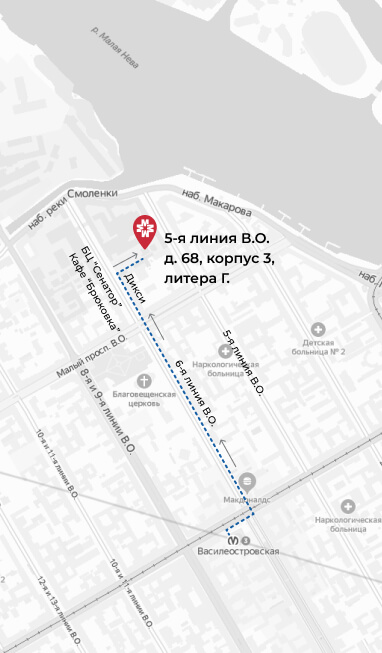 р. Малая Нева
Смоленки
наб. реки
наб. Макарова
5-я линия В.О.
д. 68, корпус 3,
литера Г.
наб.
БЦ "Сенатор"
Кафе "Брюковка"
Дикси
Малый просп. В.О.
5-я линия В.О.
6-я линия В.О.
Детская
больница № 2
Наркологическая
больница
Благовещенская
церковь
8-я и 9-я линии В.О.
10-я и 11-я линии В.О.
Макдоналдс
Наркологическая
больница
3
Василеостровская
12-я и 13-я линии В.О.
10-я и 11-я линии В.О.